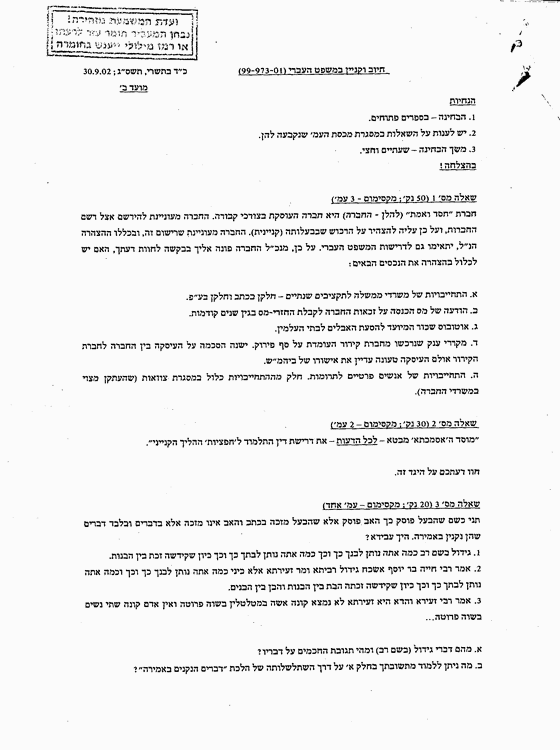 ועדת המשמעת מזהירה!
נבחן המעביר חומר עזר לרעהו
או רמז מילולי ייענש בחומרה
כ"ד בתשרי, תשס"ג ; 30.9.02
מועד ב'
חיוב וקניין במשפט העברי (99-973-01)
הנחיות
1. הבחינה – בספרים פתוחים.
2. יש לענות על השאלות במסגרת מכסת העמ' שנקבעה להן.
3. משך הבחינה – שעתיים וחצי.
בהצלחה !
שאלה מס' 1 (50 נק'; מקסימום - 3 עמ')
חברת "חסד ואמת" (להלן - החברה) היא חברה העוסקת בצורכי קבורה. החברה מעוניינת להירשם אצל רשם
החברות, ועל כן עליה להצהיר על הרכוש שבבעלותה (קניינית). החברה מעוניינת שרישום זה, ובכללו ההצהרה
הנ"ל, יתאימו גם לדרישות המשפט העברי. על כן, מנכ"ל החברה פונה אליך בבקשה לחוות דעתך, האם יש
לכלול בהצהרה את הנכסים הבאים:
א. התחייבויות של משרדי ממשלה לתקציבים שנתיים – חלקן בכתב וחלקן בע"פ.
ב. הודעה של מס הכנסה על זכאות החברה לקבלת החזרי-מס בגין שנים קודמות.
ג. אוטובוס שכור המיועד להסעת האבלים לבתי העלמין.
ד. מקררי ענק שנרכשו מחברת קירור העומדת על סף פירוק. ישנה הסכמה על העיסקה בין החברה לחברת
הקירור אולם העיסקה טעונה עדיין את אישורו של ביהמ"ש.
ה. התחייבויות של אנשים פרטיים לתרומות. חלק מההתחייבויות כלול במסגרת צוואות (שהעתקן מצוי
במשרדי החברה).
שאלה מס' 2 (30 נק'; מקסימום – 2 עמ')
"מוסד ה'אסמכתא' מבטא – לכל הדעות – את דרישת דין התלמוד ל'חפציות' ההליך הקנייני".
חוו דעתכם על היגד זה.
שאלה מס' 3 (20 נק'; מקסימום – עמ' אחד)
תני כשם שהבעל פוסק כך האב פוסק אלא שהבעל מזכה בכתב והאב אינו מזכה אלא בדברים ובלבד דברים
שהן נקנין באמירה. היך עבידא?
1. גידול בשם רב כמה אתה נותן לבנך כך וכך כמה אתה נותן לבתך כך וכך כיון שקידשה זכת בין הבנות.
2. אמר רבי חייה בר יוסף אשכח גידול רביתא ומר זעירתא אלא כיני כמה אתה נותן לבנך כך וכך וכמה אתה
נותן לבתך כך וכך כיון שקידשה זכתה הבת בין הבנות והבן בין הבנים.
3. אמר רבי זעירא והדא היא זעירתא לא נמצא קונה אשה במטלטלין בשוה פרוטה ואין אדם קונה שתי נשים
בשוה פרוטה...
א. מהם דברי גידול (בשם רב) ומהי תגובת החכמים על דבריו?
ב. מה ניתן ללמוד מתשובתך בחלק א' על דרך השתלשלותה של הלכת "דברים הנקנים באמירה"?